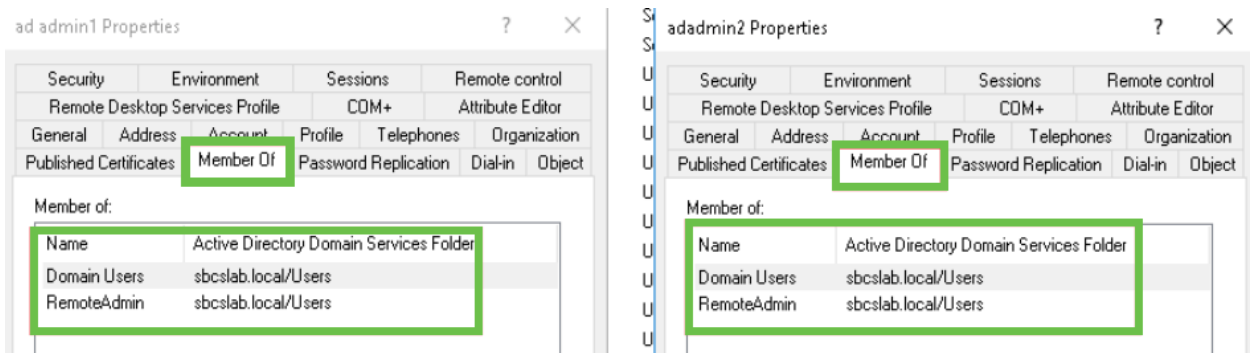 ad admin1 Properties ? ×
Security Environment Sessions Remote control
Remote Desktop Services Profile COM+ Attribute Editor
General Address Account Profile Telephones Organization
Published Certificates Member Of Password Replication Dial-in Object
Member of:
Name Active Directory Domain Services Folder
Domain Users sbcslab.local/Users
RemoteAdmin sbcslab.local/Users
adadmin2 Properties ? ×
Security Environment Sessions Remote control
Remote Desktop Services Profile COM+ Attribute Editor
General Address Account Profile Telephones Organization
Published Certificates Member Of Password Replication Dial-in Object
Member of:
Name Active Directory Domain Services Folder
Domain Users sbcslab.local/Users
RemoteAdmin sbcslab.local/Users